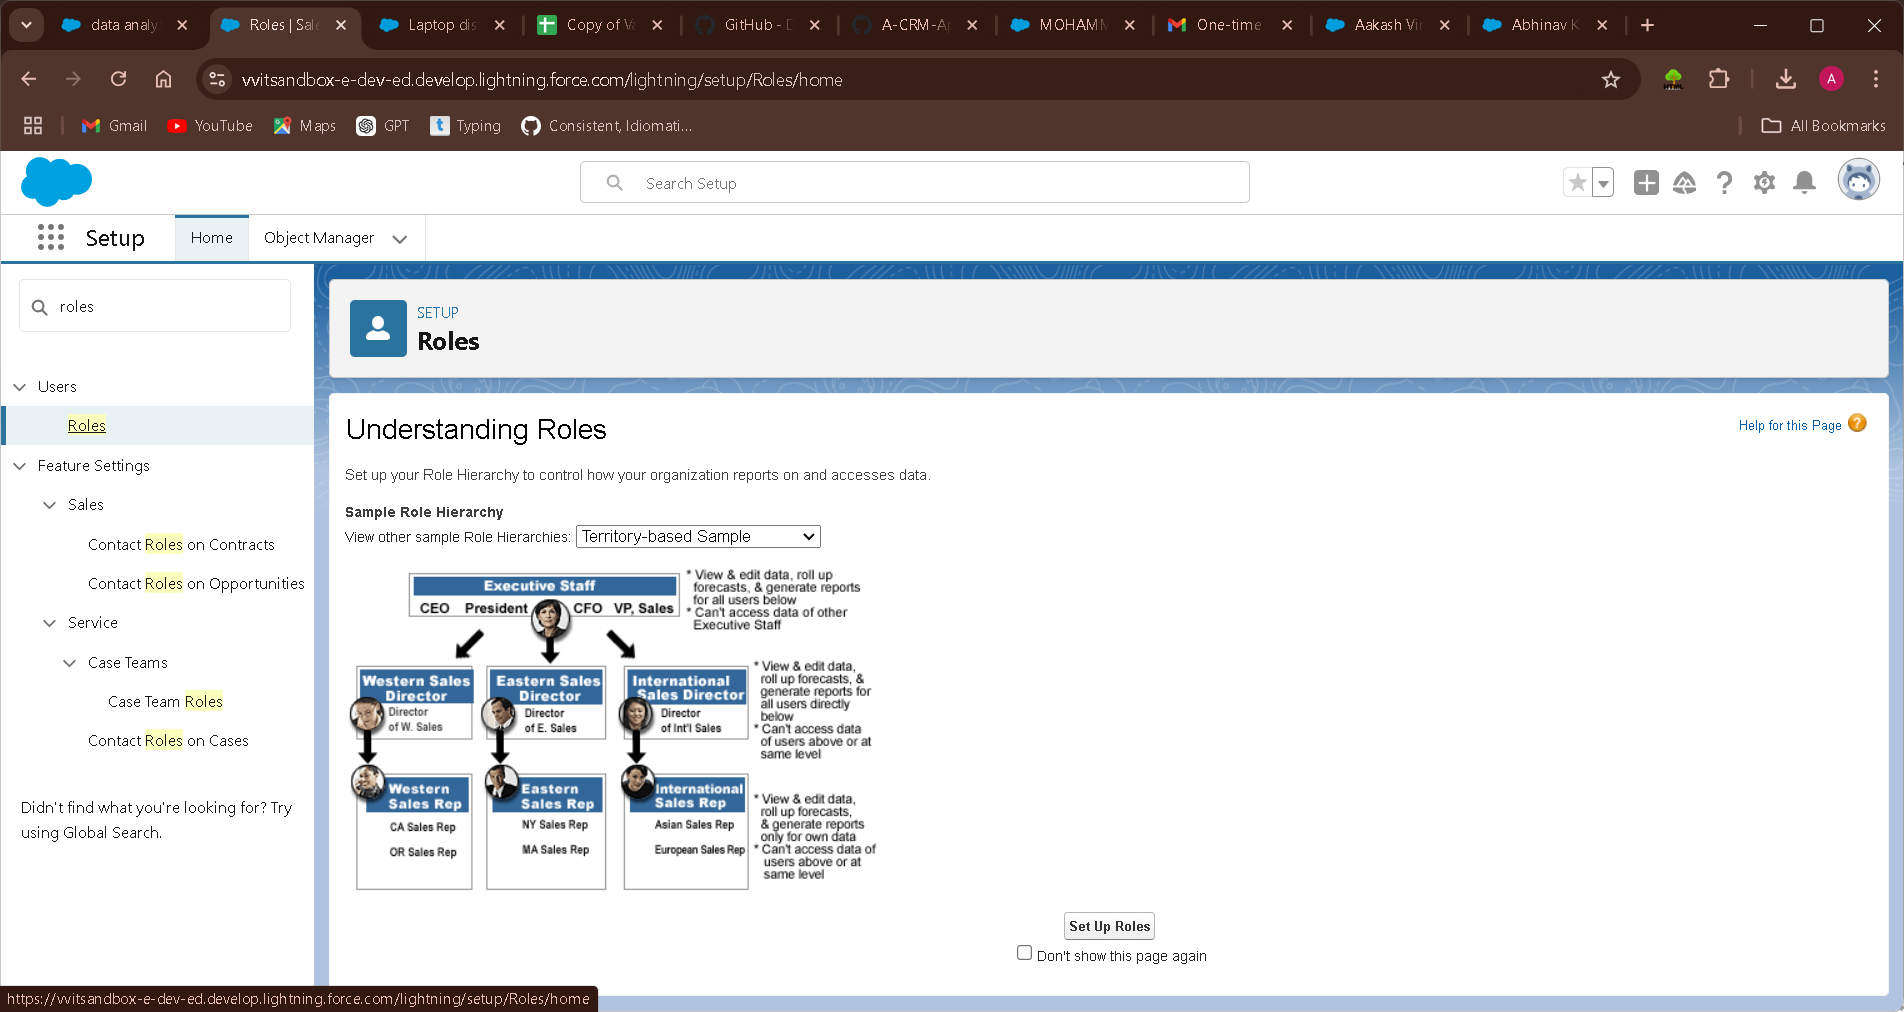 data analy
Roles | Sale
Laptop dis
Copy of Va
GitHub - D
A-CRM-Ap
MOHAMM
One-time
Aakash Vir
Abhinav K
vvitsandbox-e-dev-ed.develop.lightning.force.com/lightning/setup/Roles/home
A
Gmail
YouTube
Maps
GPT
Typing
Consistent, Idiomati...
All Bookmarks
Search Setup
Setup
Home
Object Manager
roles
Users
Roles
Feature Settings
Sales
Contact Roles on Contracts
Contact Roles on Opportunities
Service
Case Teams
Case Team Roles
Contact Roles on Cases
Didn't find what you're looking for? Try
using Global Search.
SETUP
Roles
Understanding Roles
Help for this Page
Set up your Role Hierarchy to control how your organization reports on and accesses data.
Sample Role Hierarchy
View other sample Role Hierarchies: Territory-based Sample
Executive Staff
CEO President CFO VP, Sales
* View & edit data, roll up
forecasts, & generate reports
for all users below
* Can't access data of other
Executive Staff
Western Sales
Director
Director
of W. Sales
Eastern Sales
Director
Director
of E. Sales
International
Sales Director
Director
of Int'l Sales
* View & edit data,
roll up forecasts, &
generate reports for
all users directly
below
* Can't access data
of users above or at
same level
Western
Sales Rep
CA Sales Rep
OR Sales Rep
Eastern
Sales Rep
NY Sales Rep
MA Sales Rep
International
Sales Rep
Asian Sales Rep
European Sales Rep
* View & edit data,
roll up forecasts,
& generate reports
only for own data
* Can't access data of
users above or at
same level
Set Up Roles
Don't show this page again
https://vvitsandbox-e-dev-ed.develop.lightning.force.com/lightning/setup/Roles/home